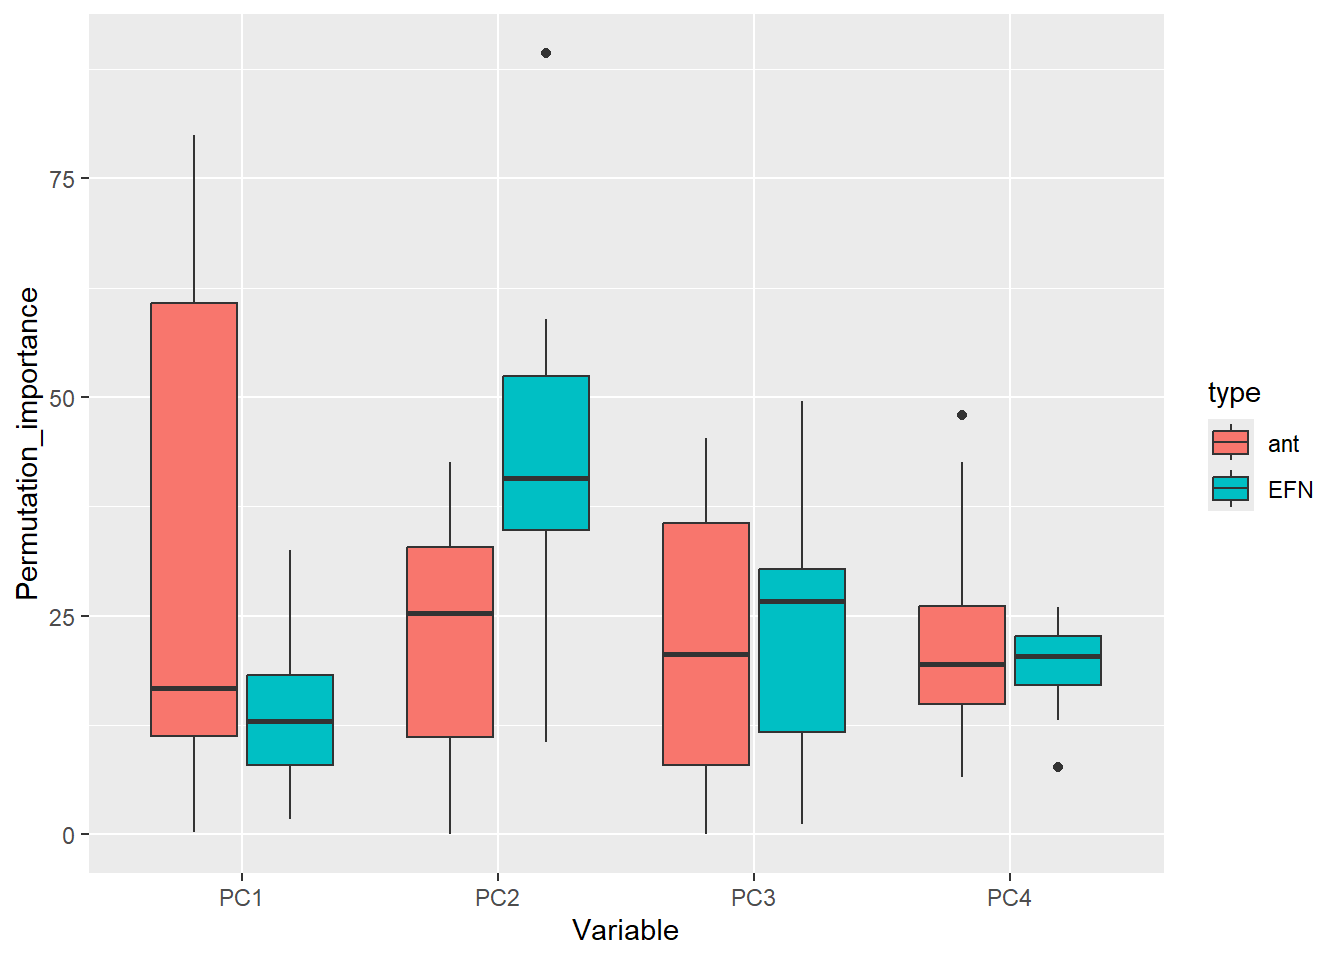 Permutation_importance
75
50
25
0
PC1
PC2
PC3
PC4
Variable
type
ant
EFN